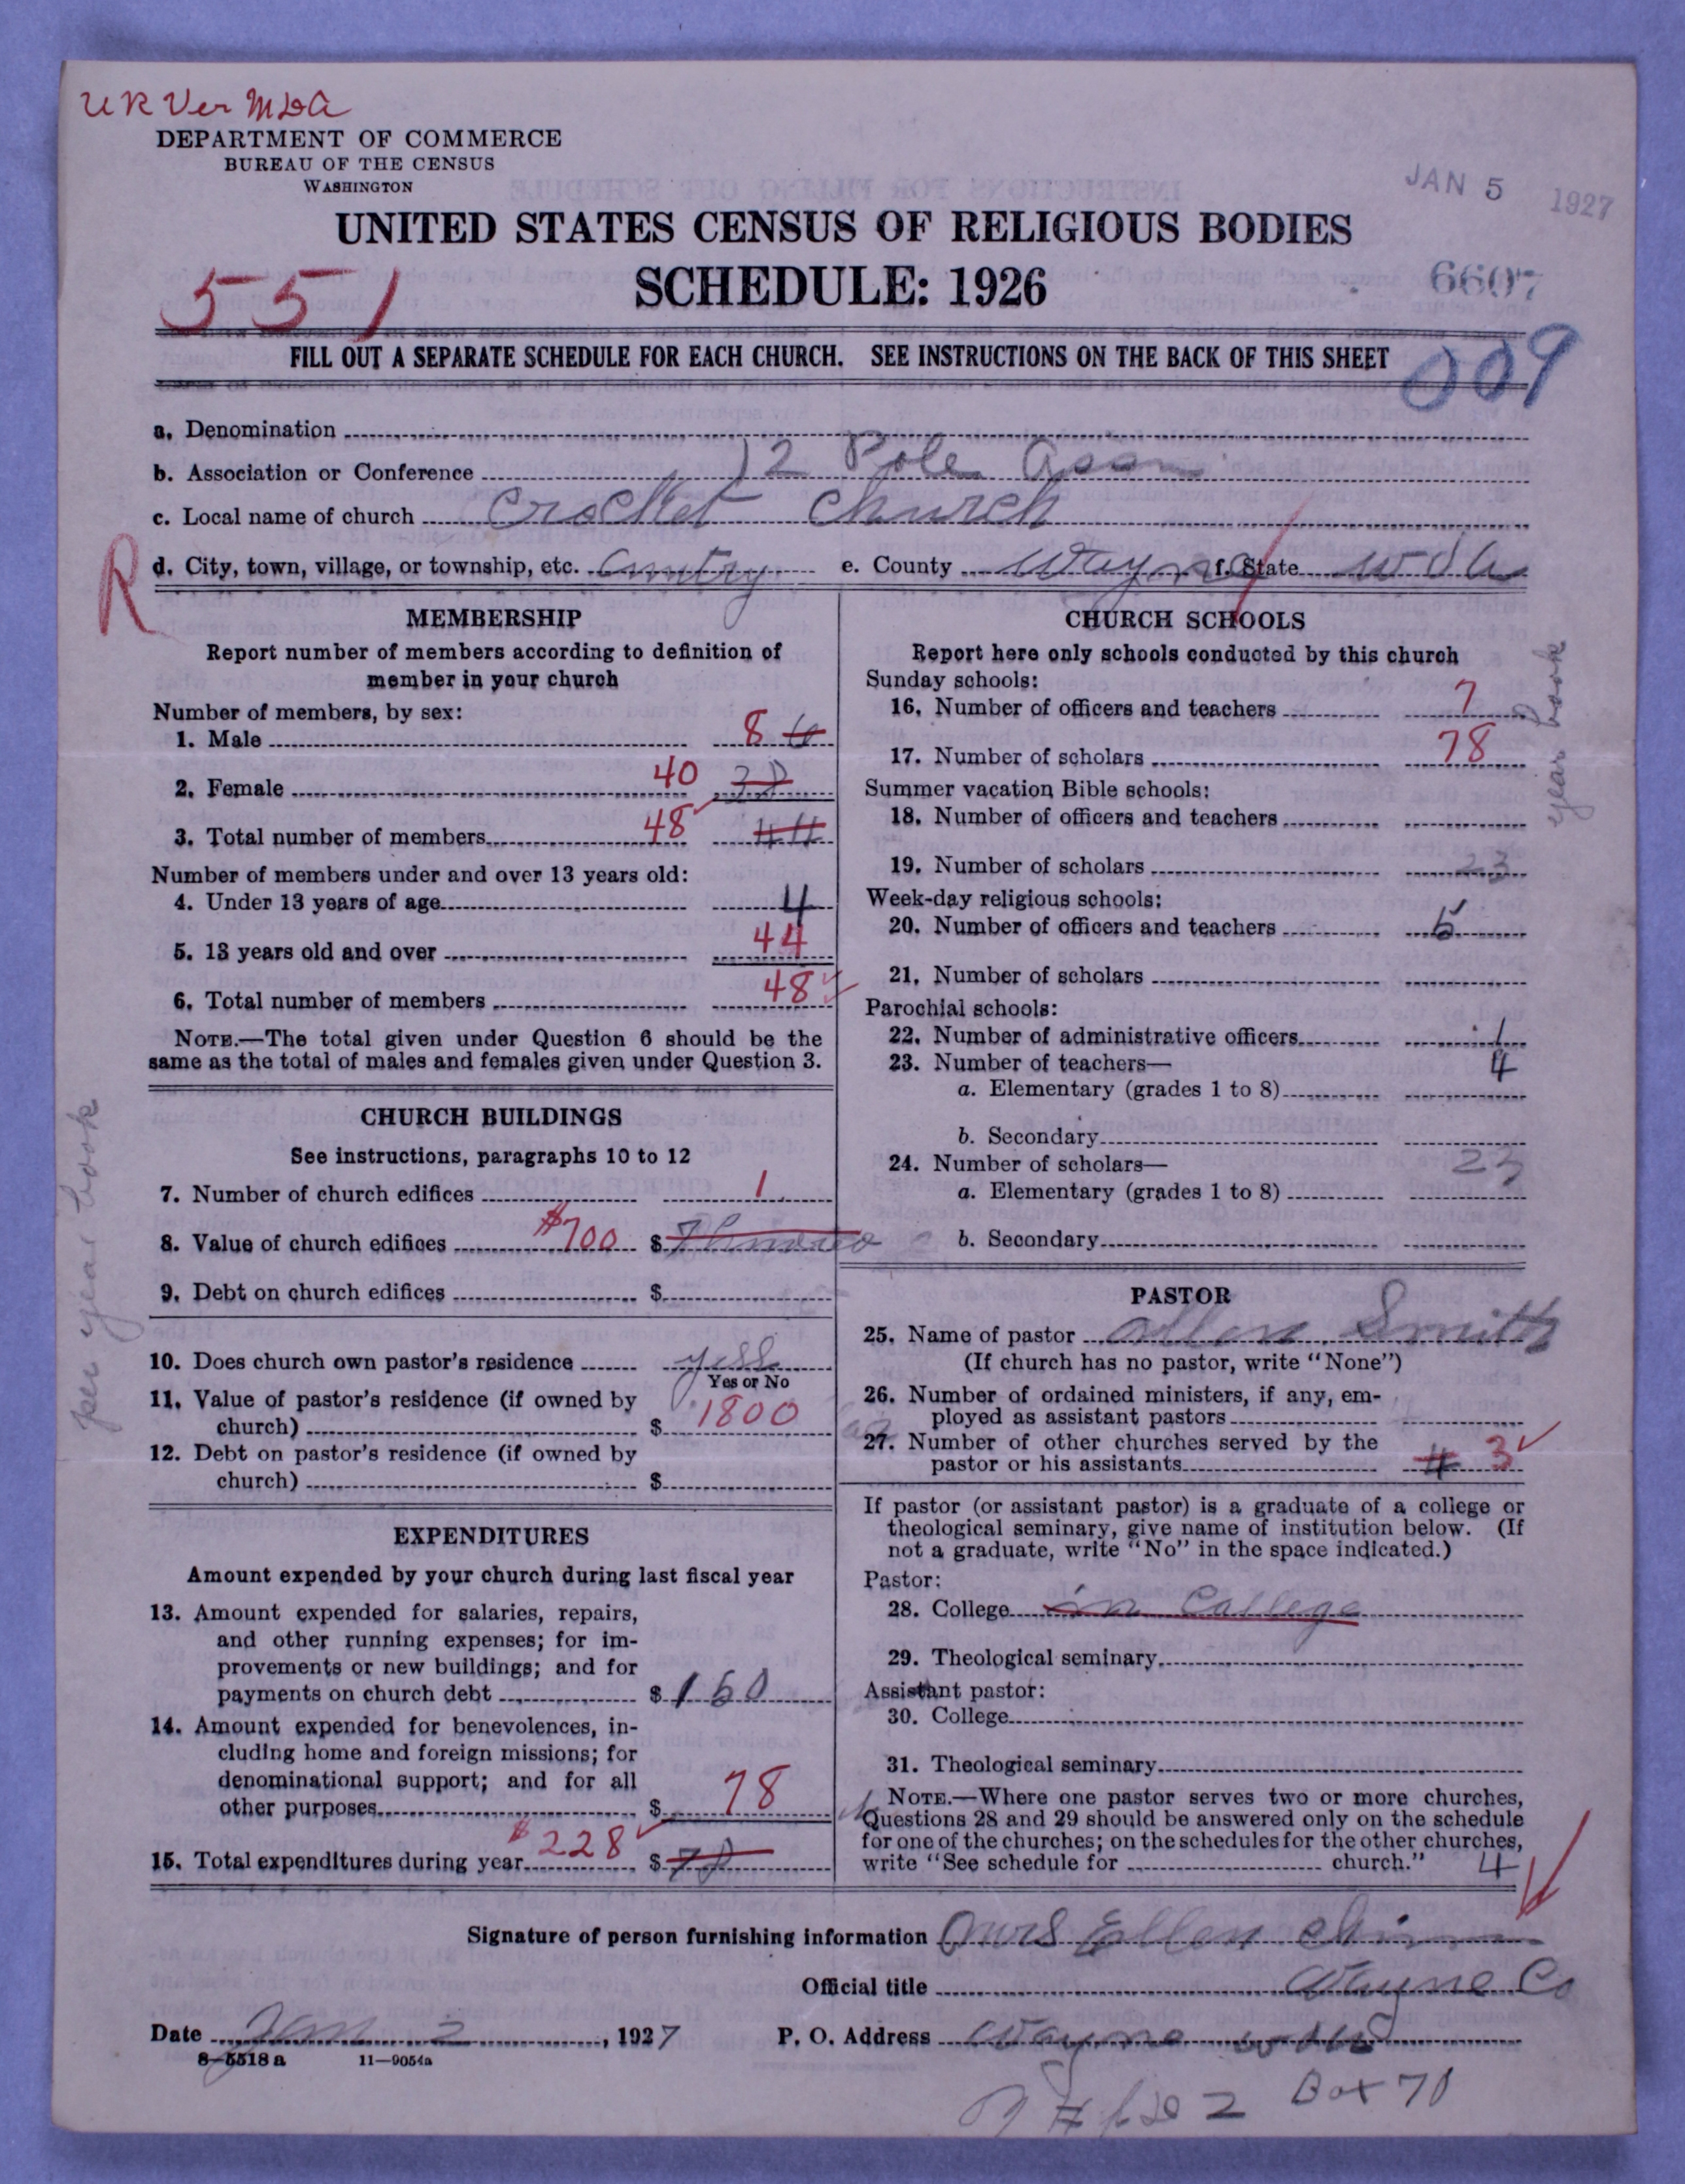 DEPARTMENT OF COMMERCE
BUREAU OF THE CENSUS
WASHINGTON
JAN 5 1927
UNITED STATES CENSUS OF RELIGIOUS BODIES
SCHEDULE: 1926
551
6607
FILL OUT A SEPARATE SCHEDULE FOR EACH CHURCH. SEE INSTRUCTIONS ON THE BACK OF THIS SHEET
009
a. Denomination
b. Association or Conference 12 Pole
c. Local name of church Crocket Church
R
d. City, town, village, or township, etc. e. County Wayne f. State
MEMBERSHIP
Report number of members according to definition of
member in your church
Number of members, by sex:
1. Male 8 6
2. Female 40 38
3. Total number of members 48 44
Number of members under and over 13 years old:
4. Under 13 years of age 4
5. 13 years old and over 44
6. Total number of members 48
NOTE.—The total given under Question 6 should be the
same as the total of males and females given under Question 3.
CHURCH BUILDINGS
See instructions, paragraphs 10 to 12
7. Number of church edifices 1
8. Value of church edifices $700 $
9. Debt on church edifices $
10. Does church own pastor's residence yess
Yes or No
11. Value of pastor's residence (if owned by
church) $ 1800
12. Debt on pastor's residence (if owned by
church) $
per year book
EXPENDITURES
Amount expended by your church during last fiscal year
13. Amount expended for salaries, repairs,
and other running expenses; for im-
provements or new buildings; and for
payments on church debt $ 150
14. Amount expended for benevolences, in-
cluding home and foreign missions; for
denominational support; and for all
other purposes $ 78
15. Total expenditures during year $228 $ 78
CHURCH SCHOOLS
Report here only schools conducted by this church
Sunday schools:
16. Number of officers and teachers 7
17. Number of scholars 78
year book
Summer vacation Bible schools:
18. Number of officers and teachers
19. Number of scholars 23
Week-day religious schools:
20. Number of officers and teachers 5
21. Number of scholars
Parochial schools:
22. Number of administrative officers 1
23. Number of teachers—
4
a. Elementary (grades 1 to 8)
b. Secondary
24. Number of scholars— 23
a. Elementary (grades 1 to 8)
b. Secondary
PASTOR
25. Name of pastor Allen Smith
(If church has no pastor, write "None")
26. Number of ordained ministers, if any, em-
ployed as assistant pastors
27. Number of other churches served by the
pastor or his assistants 4 3
If pastor (or assistant pastor) is a graduate of a college or
theological seminary, give name of institution below. (If
not a graduate, write "No" in the space indicated.)
Pastor:
28. College in College
29. Theological seminary
Assistant pastor:
30. College
31. Theological seminary
NOTE.—Where one pastor serves two or more churches,
Questions 28 and 29 should be answered only on the schedule
for one of the churches; on the schedules for the other churches,
write "See schedule for church." 4
Signature of person furnishing information Mrs Ellen
Official title Wayne Co
Date Jan 2, 1927 P. O. Address Wayne
8-5518 a 11-9054a
2 Box 71